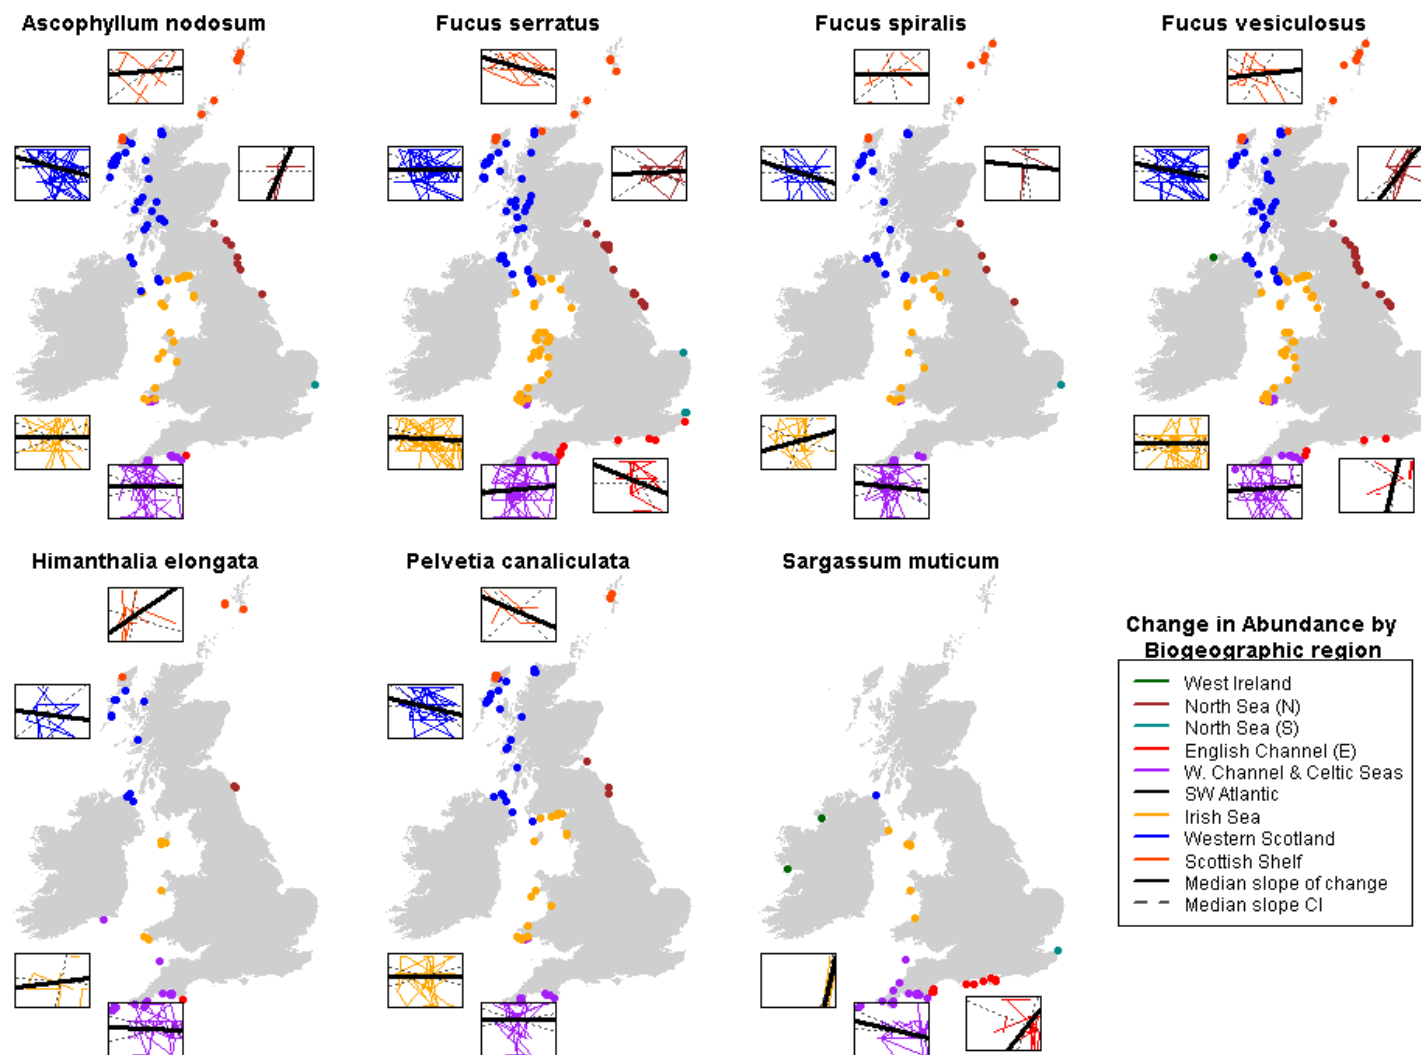 Ascophyllum nodosum
Fucus serratus
Fucus spiralis
Fucus vesiculosus
Himanthalia elongata
Pelvetia canaliculata
Sargassum muticum
Change in Abundance by
Biogeographic region
West Ireland
North Sea (N)
North Sea (S)
English Channel (E)
W. Channel & Celtic Seas
SW Atlantic
Irish Sea
Western Scotland
Scottish Shelf
Median slope of change
Median slope CI